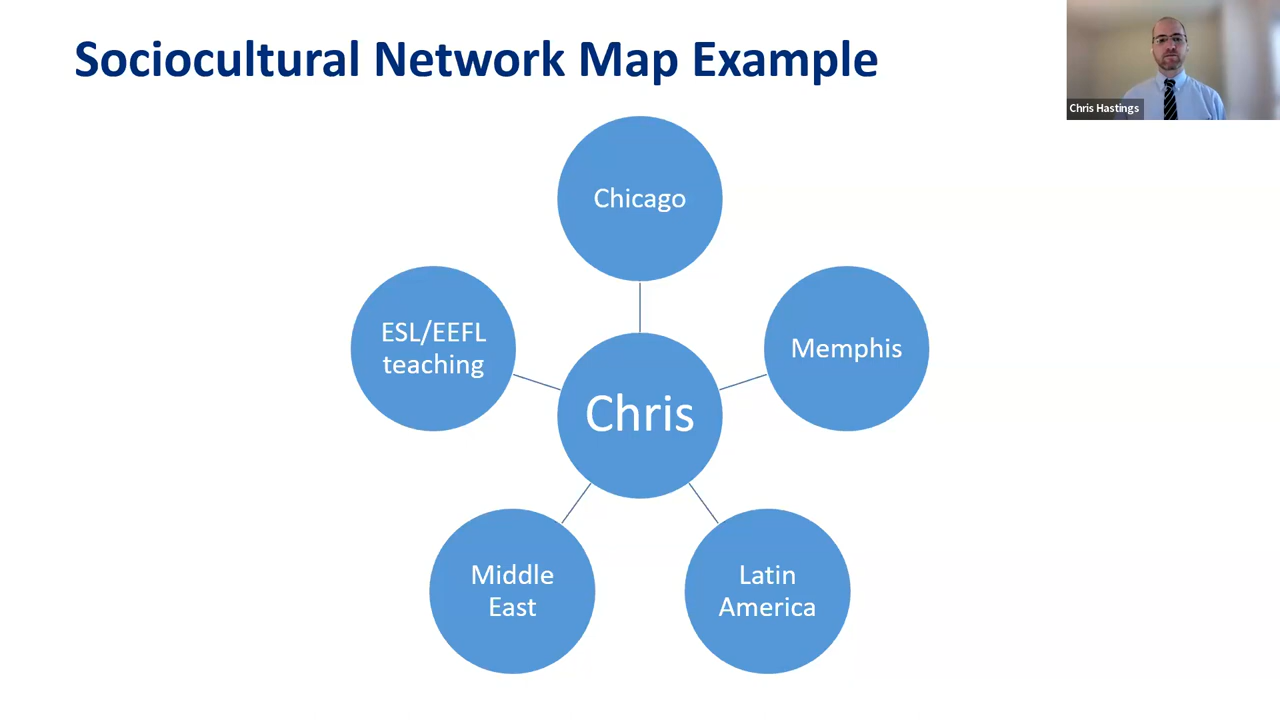 Sociocultural Network Map Example
Chris Hastings
Chicago
ESL/EEFL
teaching
Memphis
Chris
Middle
East
Latin
America